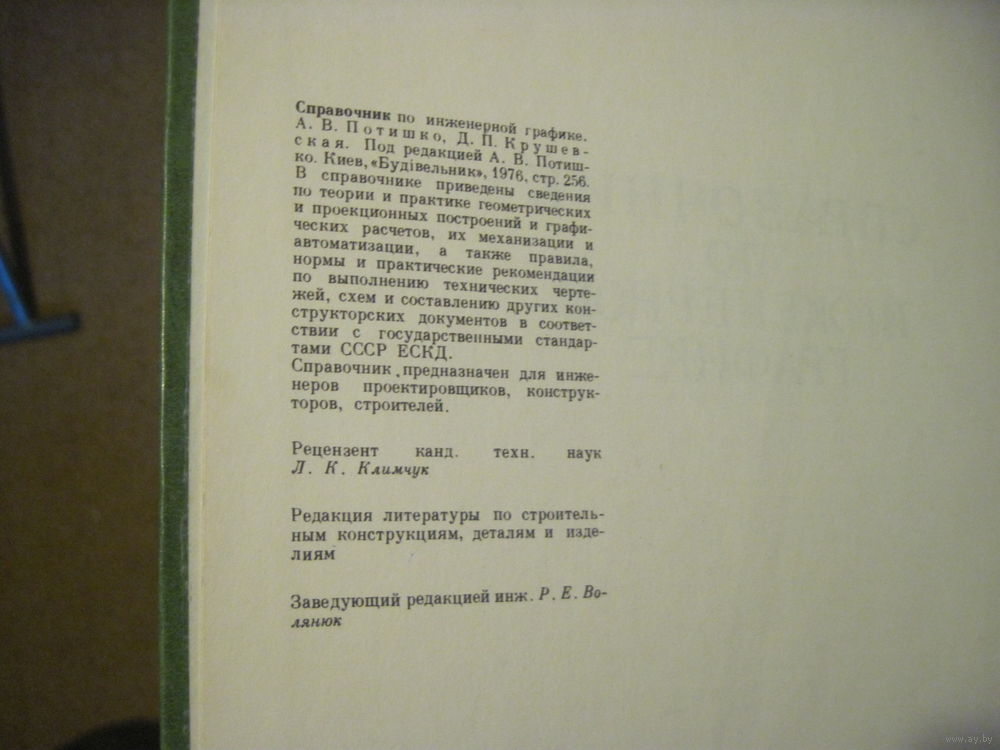 Справочник по инженерной графике.
А. В. Потишко, Д. П. Крушев-
ская. Под редакцией А. В. Потиш-
ко. Киев, «Будівельник», 1976, стр. 256.
В справочнике приведены сведения
по теории и практике геометрических
и проекционных построений и графи-
ческих расчетов, их механизации и
автоматизации, а также правила,
нормы и практические рекомендации
по выполнению технических черте-
жей, схем и составлению других кон-
структорских документов в соответ-
ствии с государственными стандар-
тами СССР ЕСКД.
Справочник предназначен для инже-
неров проектировщиков, конструк-
торов, строителей.
Рецензент канд. техн. наук
Л. К. Климчук
Редакция литературы по строитель-
ным конструкциям, деталям и изде-
лиям
Заведующий редакцией инж. Р. Е. Во-
лянюк
www.ay.by